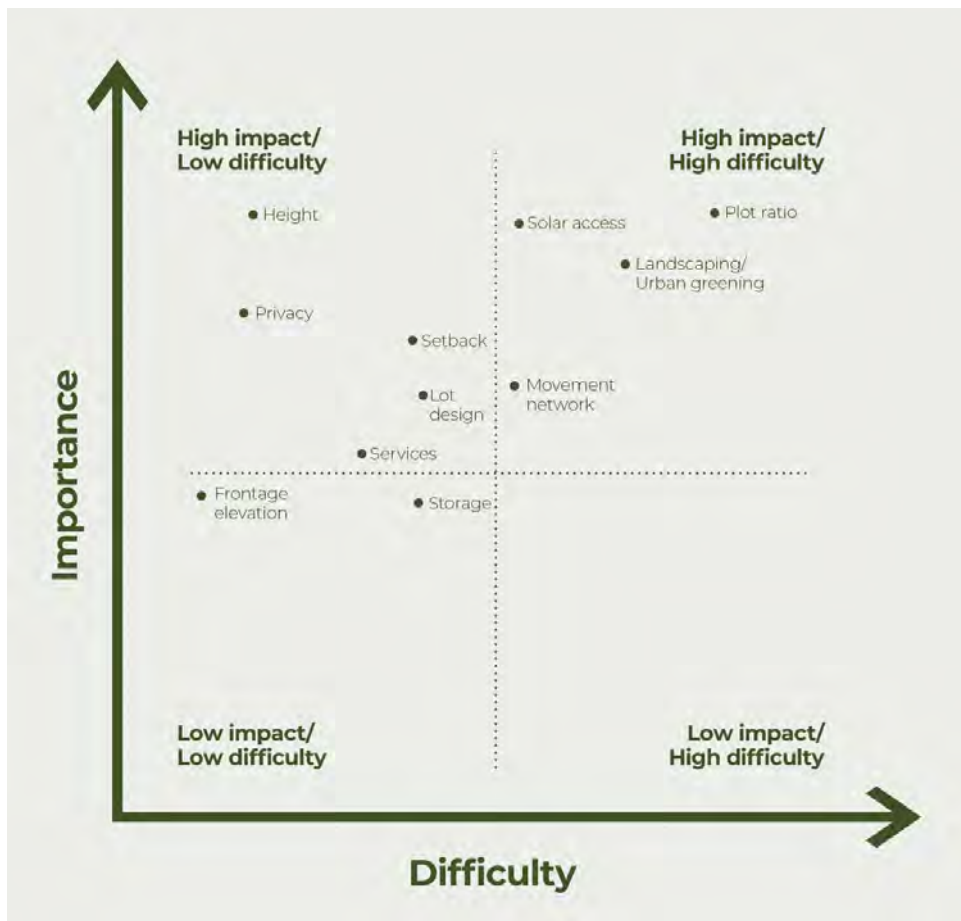 High impact/
Low difficulty
High impact/
High difficulty
Height
Plot ratio
Solar access
Landscaping/
Urban greening
Privacy
Setback
Movement
network
Lot
design
Services
Frontage
elevation
Storage
Importance
Low impact/
Low difficulty
Low impact/
High difficulty
Difficulty